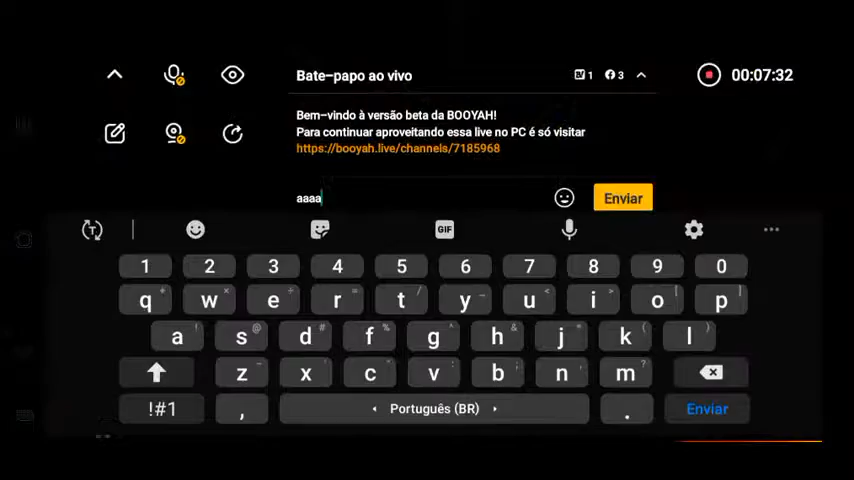 Bate-papo ao vivo
1
3
00:07:32
Bem-vindo à versão beta da BOOYAH!
Para continuar aproveitando essa live no PC é só visitar
https://booyah.live/channels/7185968
aaaa
Enviar
T
GIF
1 2 3 4 5 6 7 8 9 0
q w e r t y u i o p
a s d f g h j k l
z x c v b n m
!#1 , Português (BR) . Enviar